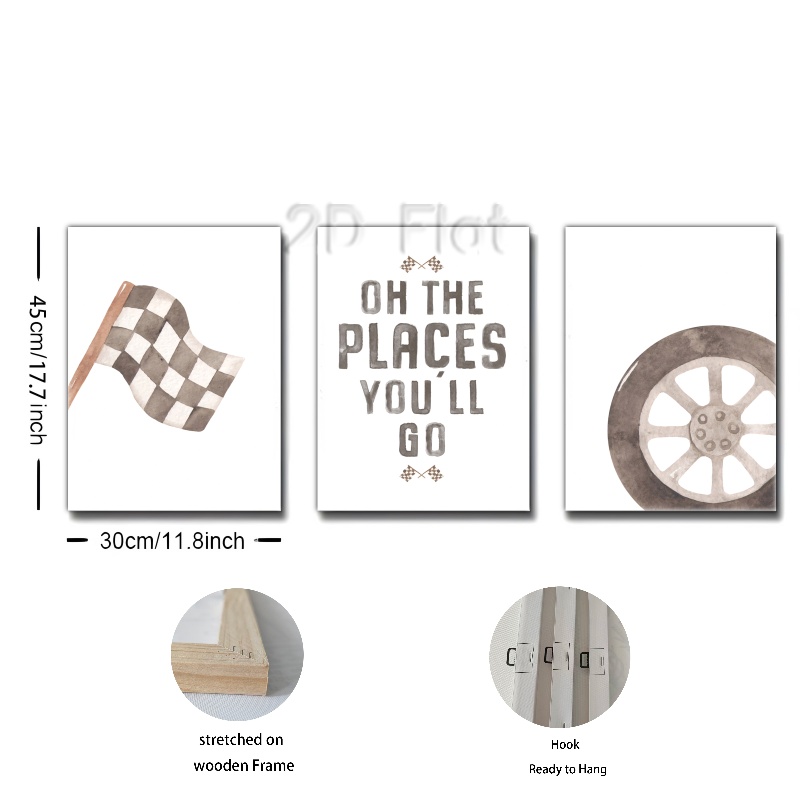 2D Flat
45cm/17.7inch
OH THE
PLACES
YOU'LL
GO
30cm/11.8inch
stretched on
wooden Frame
Hook
Ready to Hang